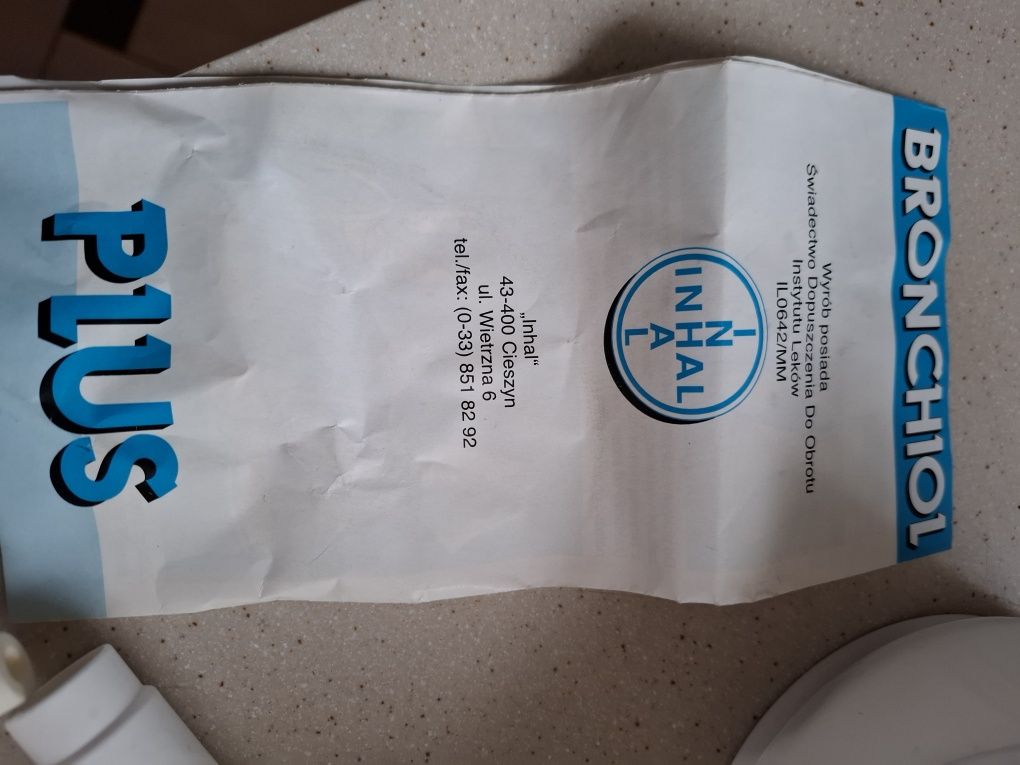 BRONCHIOL
Wyrób posiada
Świadectwo Dopuszczenia Do Obrotu
Instytutu Leków
IL0642/MM
I
N
INHAL
A
L
„Inhal“
43-400 Cieszyn
ul. Wietrzna 6
tel./fax: (0-33) 851 82 92
PLUS